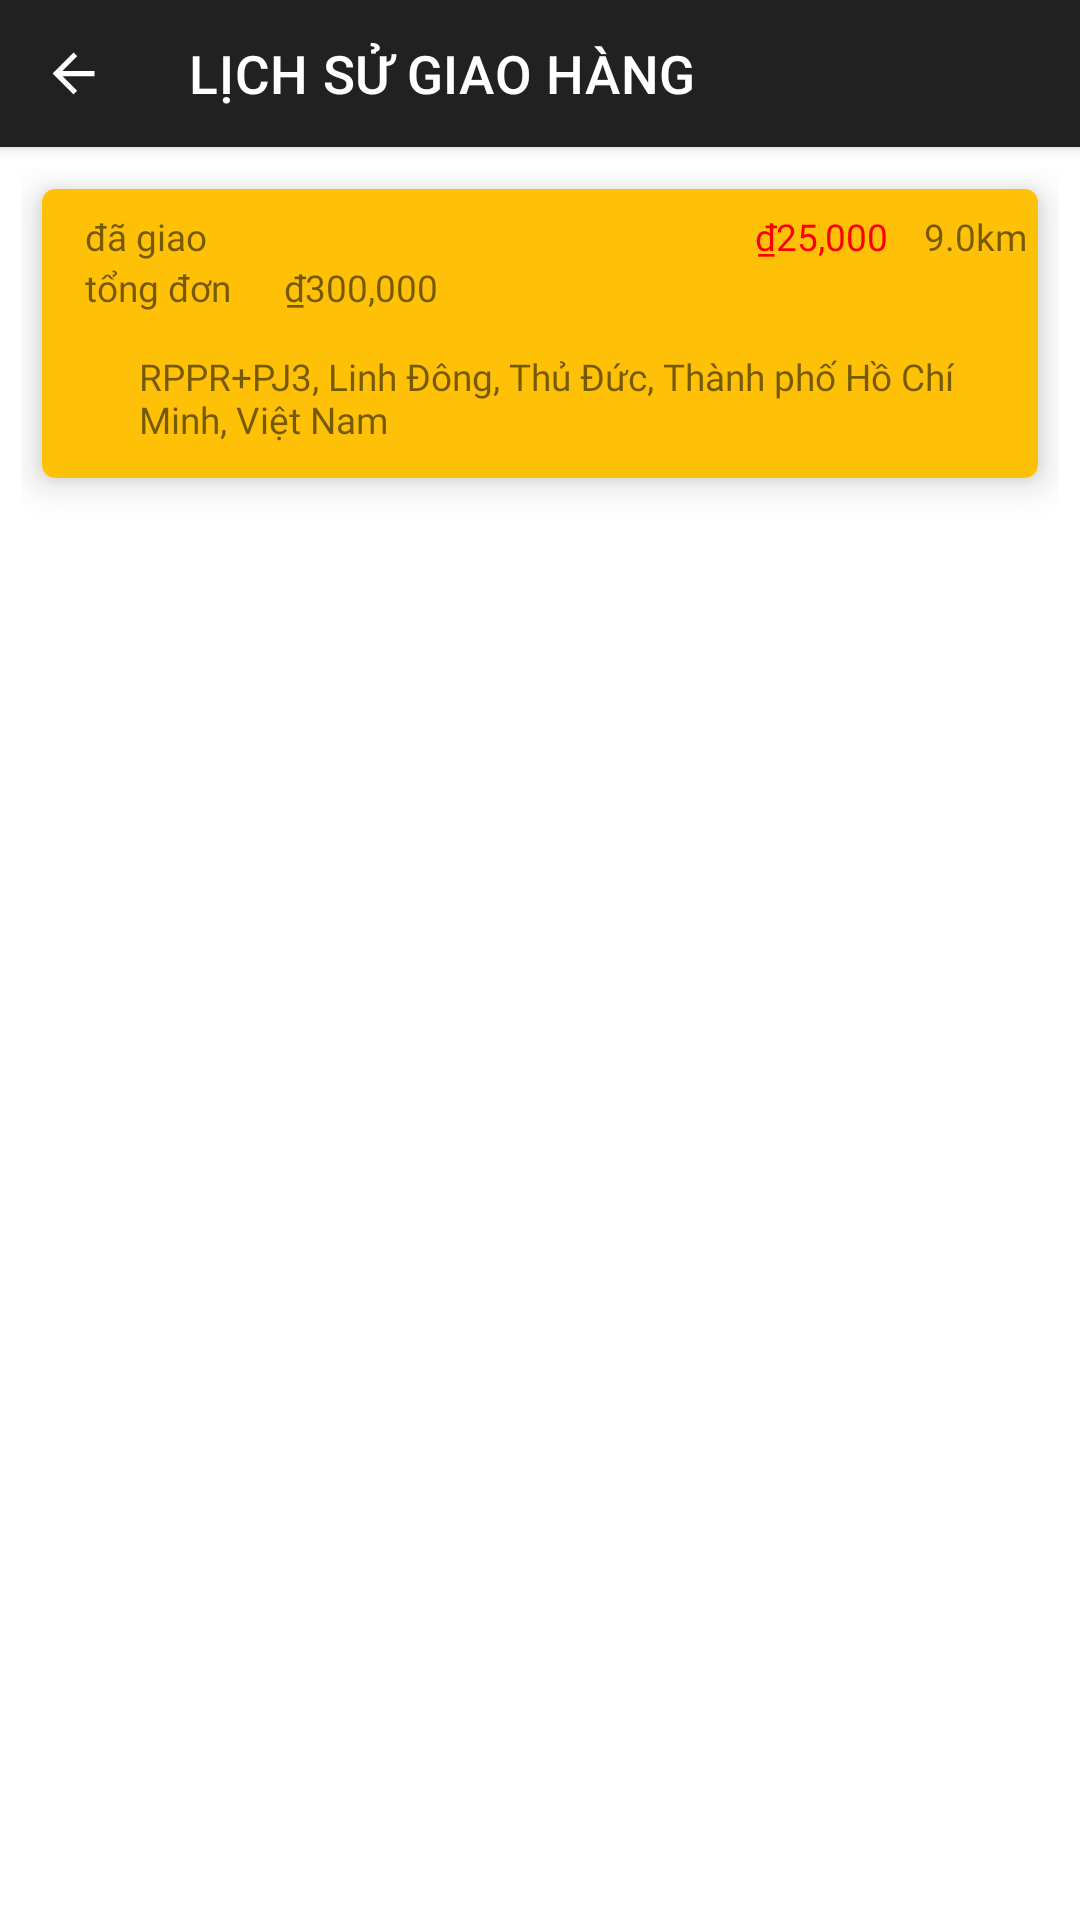 LỊCH SỬ GIAO HÀNG
đã giao ₫25,000 9.0km
tổng đơn ₫300,000
RPPR+PJ3, Linh Đông, Thủ Đức, Thành phố Hồ Chí
Minh, Việt Nam